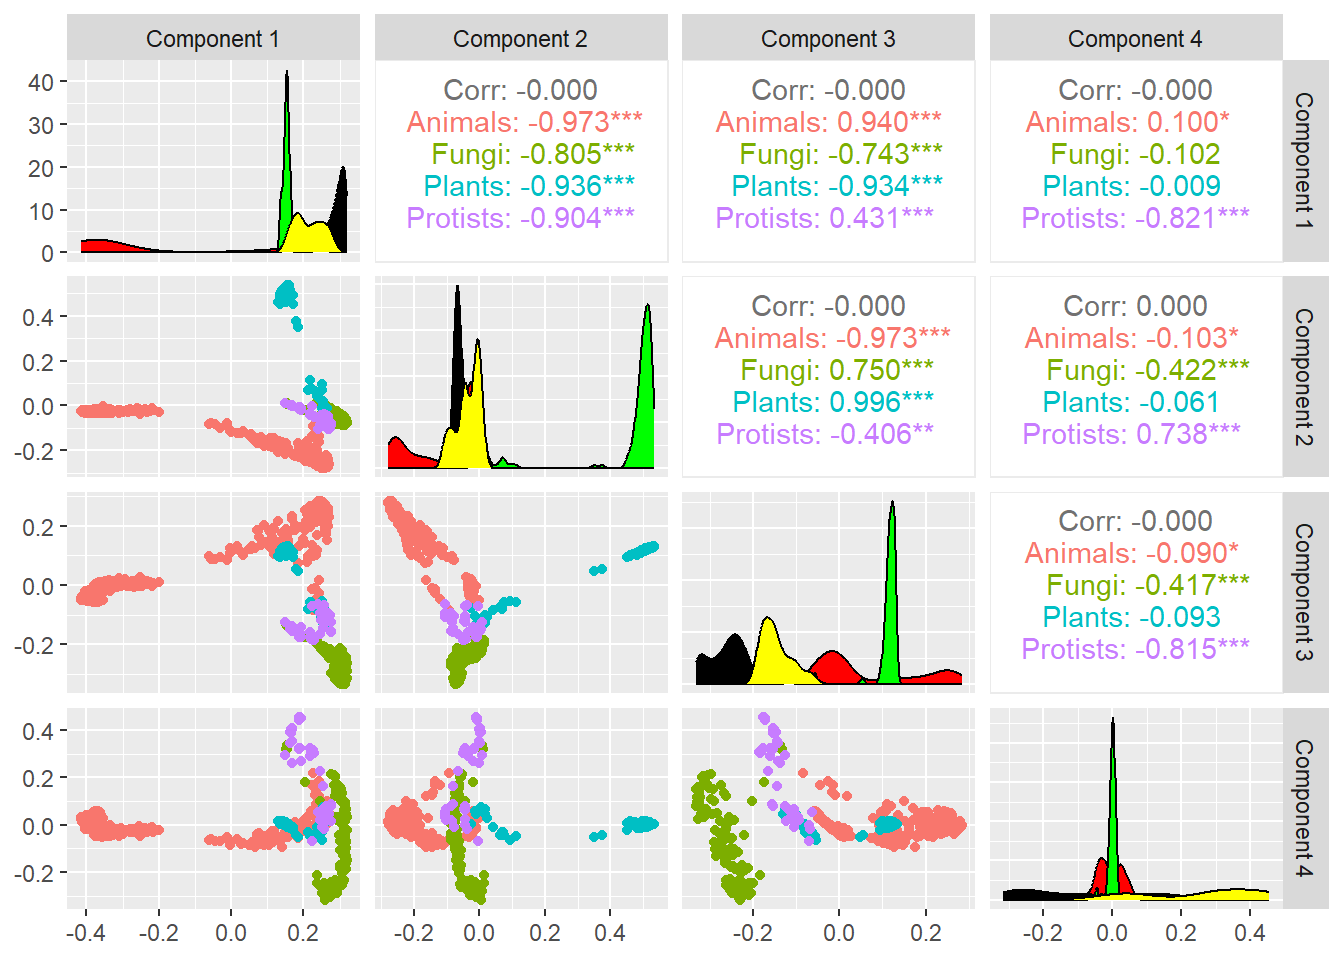 Component 1
Component 2
Component 3
Component 4
40
30
20
10
0
Corr: -0.000
Animals: -0.973***
Fungi: -0.805***
Plants: -0.936***
Protists: -0.904***
Corr: -0.000
Animals: 0.940***
Fungi: -0.743***
Plants: -0.934***
Protists: 0.431***
Corr: -0.000
Animals: 0.100*
Fungi: -0.102
Plants: -0.009
Protists: -0.821***
Component 1
0.4
0.2
0.0
-0.2
Corr: -0.000
Animals: -0.973***
Fungi: 0.750***
Plants: 0.996***
Protists: -0.406**
Corr: 0.000
Animals: -0.103*
Fungi: -0.422***
Plants: -0.061
Protists: 0.738***
Component 2
0.2
0.0
-0.2
Corr: -0.000
Animals: -0.090*
Fungi: -0.417***
Plants: -0.093
Protists: -0.815***
Component 3
0.4
0.2
0.0
-0.2
Component 4
-0.4 -0.2 0.0 0.2
-0.2 0.0 0.2 0.4
-0.2 0.0 0.2
-0.2 0.0 0.2 0.4